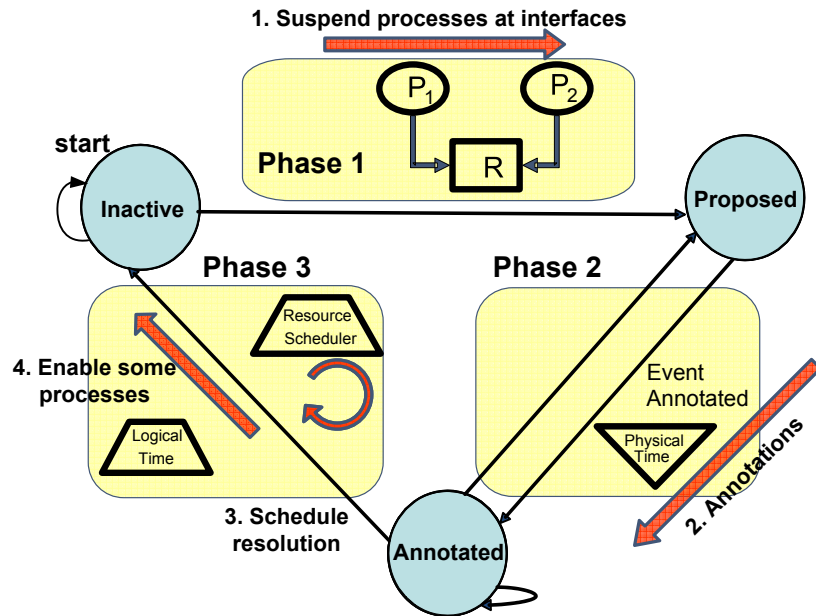 1. Suspend processes at interfaces
P1
P2
R
Phase 1
start
Inactive
Proposed
Phase 3
Phase 2
Resource
Scheduler
4. Enable some
processes
Logical
Time
Event
Annotated
Physical
Time
2. Annotations
3. Schedule
resolution
Annotated